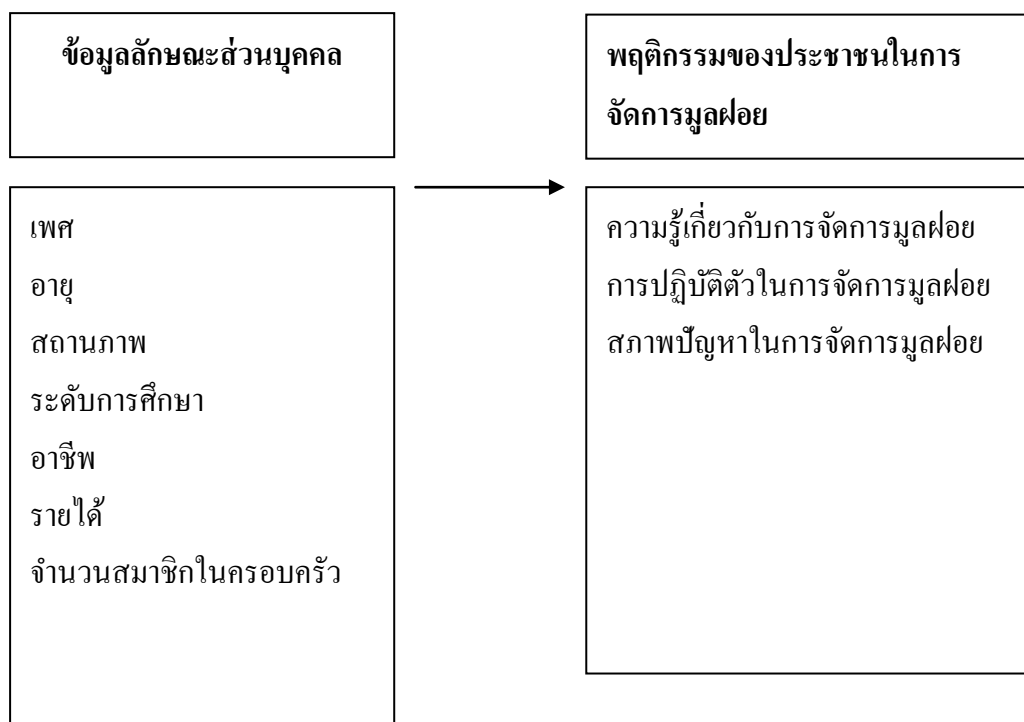 ข้อมูลลักษณะส่วนบุคคล
เพศ
อายุ
สถานภาพ
ระดับการศึกษา
อาชีพ
รายได้
จำนวนสมาชิกในครอบครัว
พฤติกรรมของประชาชนในการ
จัดการมูลฝอย
ความรู้เกี่ยวกับการจัดการมูลฝอย
การปฏิบัติตัวในการจัดการมูลฝอย
สภาพปัญหาในการจัดการมูลฝอย